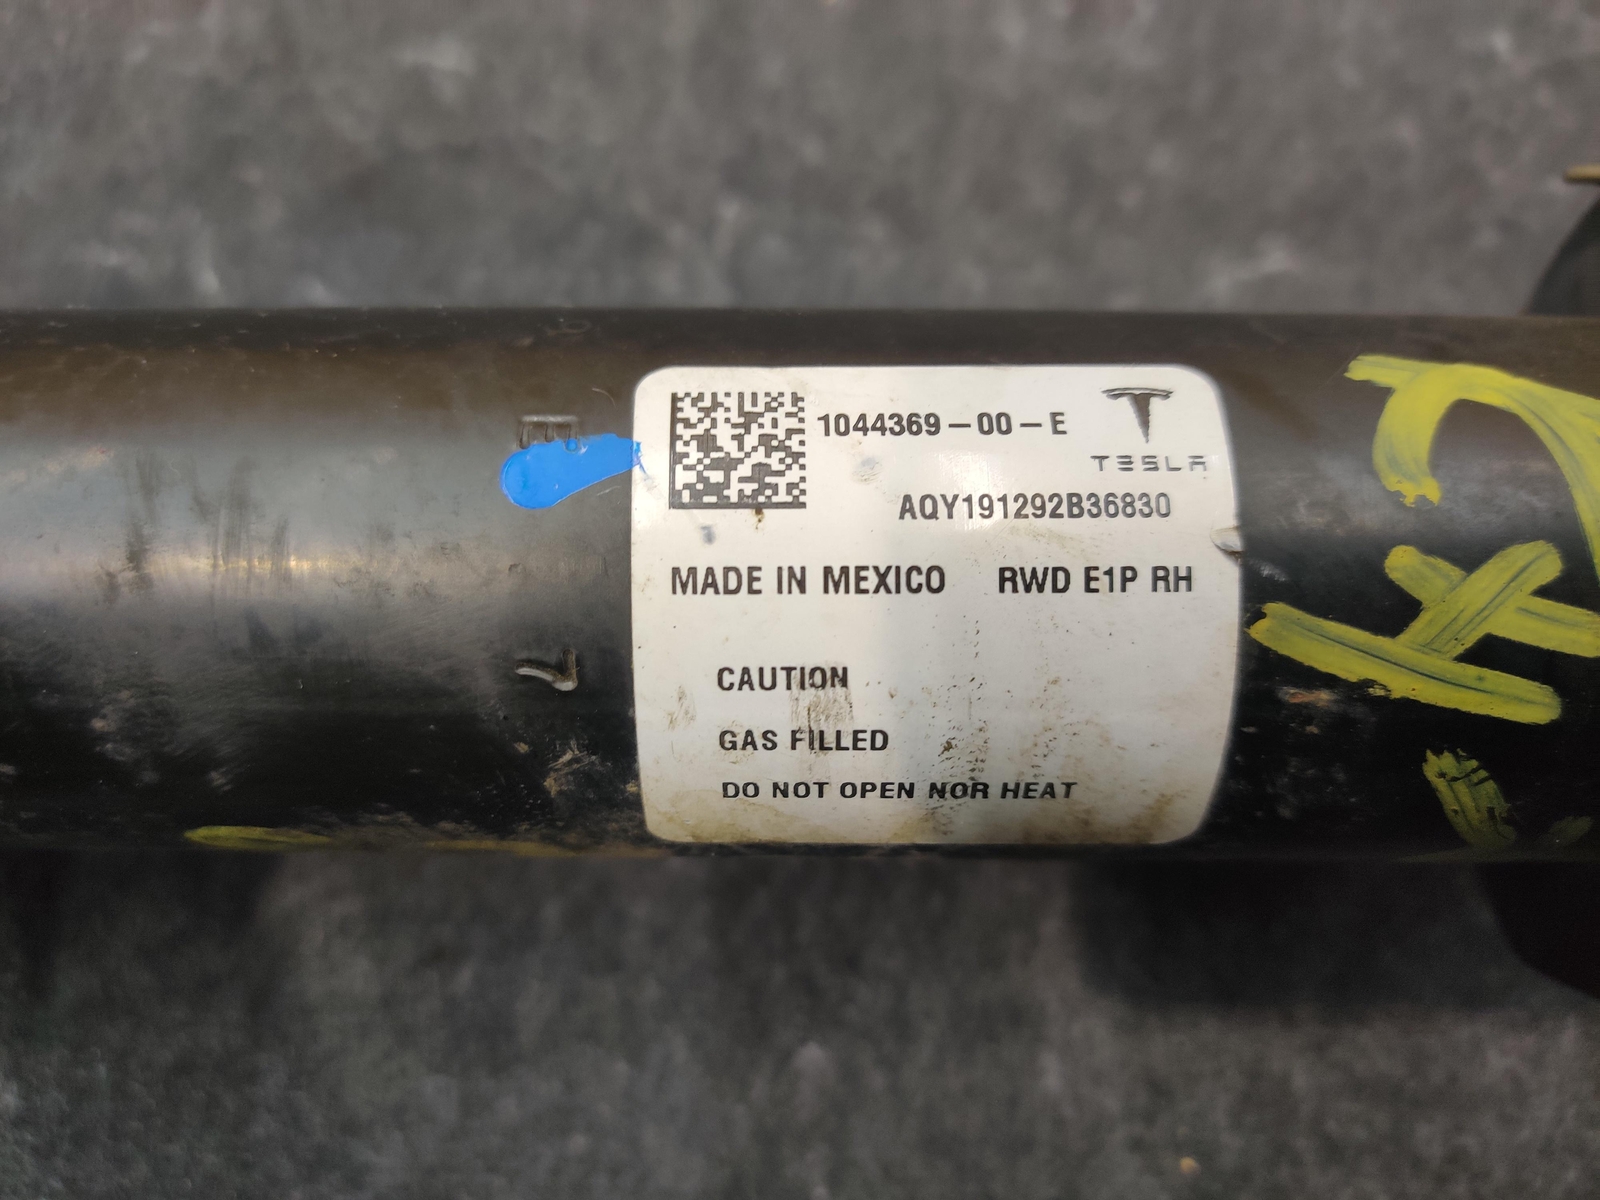 1044369-00-E
TESLA
AQY191292B36830
MADE IN MEXICO RWD E1P RH
CAUTION
GAS FILLED
DO NOT OPEN NOR HEAT